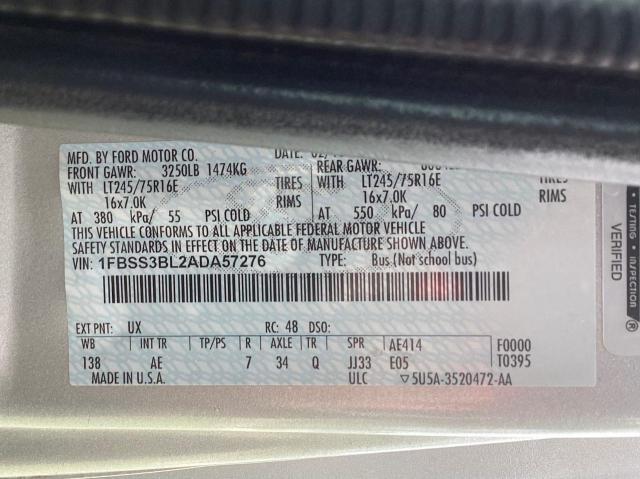 MFD. BY FORD MOTOR CO.
FRONT GAWR: 3250LB 1474KG REAR GAWR:
WITH LT245/75R16E TIRES WITH LT245/75R16E TIRES
16x7.0K RIMS 16x7.0K RIMS
AT 380 kPa/ 55 PSI COLD AT 550 kPa/ 80 PSI COLD
THIS VEHICLE CONFORMS TO ALL APPLICABLE FEDERAL MOTOR VEHICLE
SAFETY STANDARDS IN EFFECT ON THE DATE OF MANUFACTURE SHOWN ABOVE.
VIN: 1FBSS3BL2ADA57276 TYPE: Bus(Not school bus)
EXT PNT: UX RC: 48 DSO:
WB INT TR TP/PS R AXLE TR SPR AE414 F0000
138 AE 7 34 Q JJ33 E05 T0395
MADE IN U.S.A. ULC ▽5U5A-3520472-AA
TESTING • INSPECTION
VERIFIED